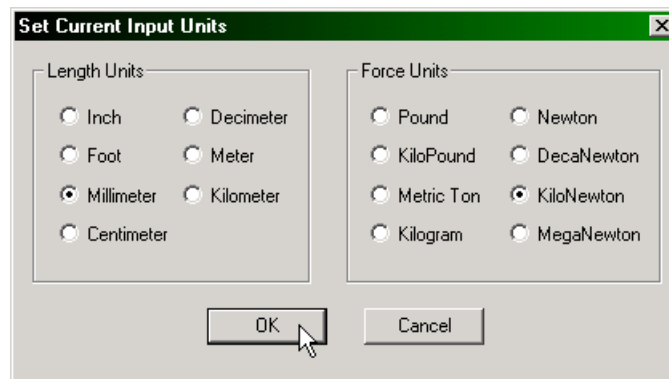 Set Current Input Units
Length Units
Inch
Decimeter
Foot
Meter
Millimeter
Kilometer
Centimeter
Force Units
Pound
Newton
KiloPound
DecaNewton
Metric Ton
KiloNewton
Kilogram
MegaNewton
OK
Cancel